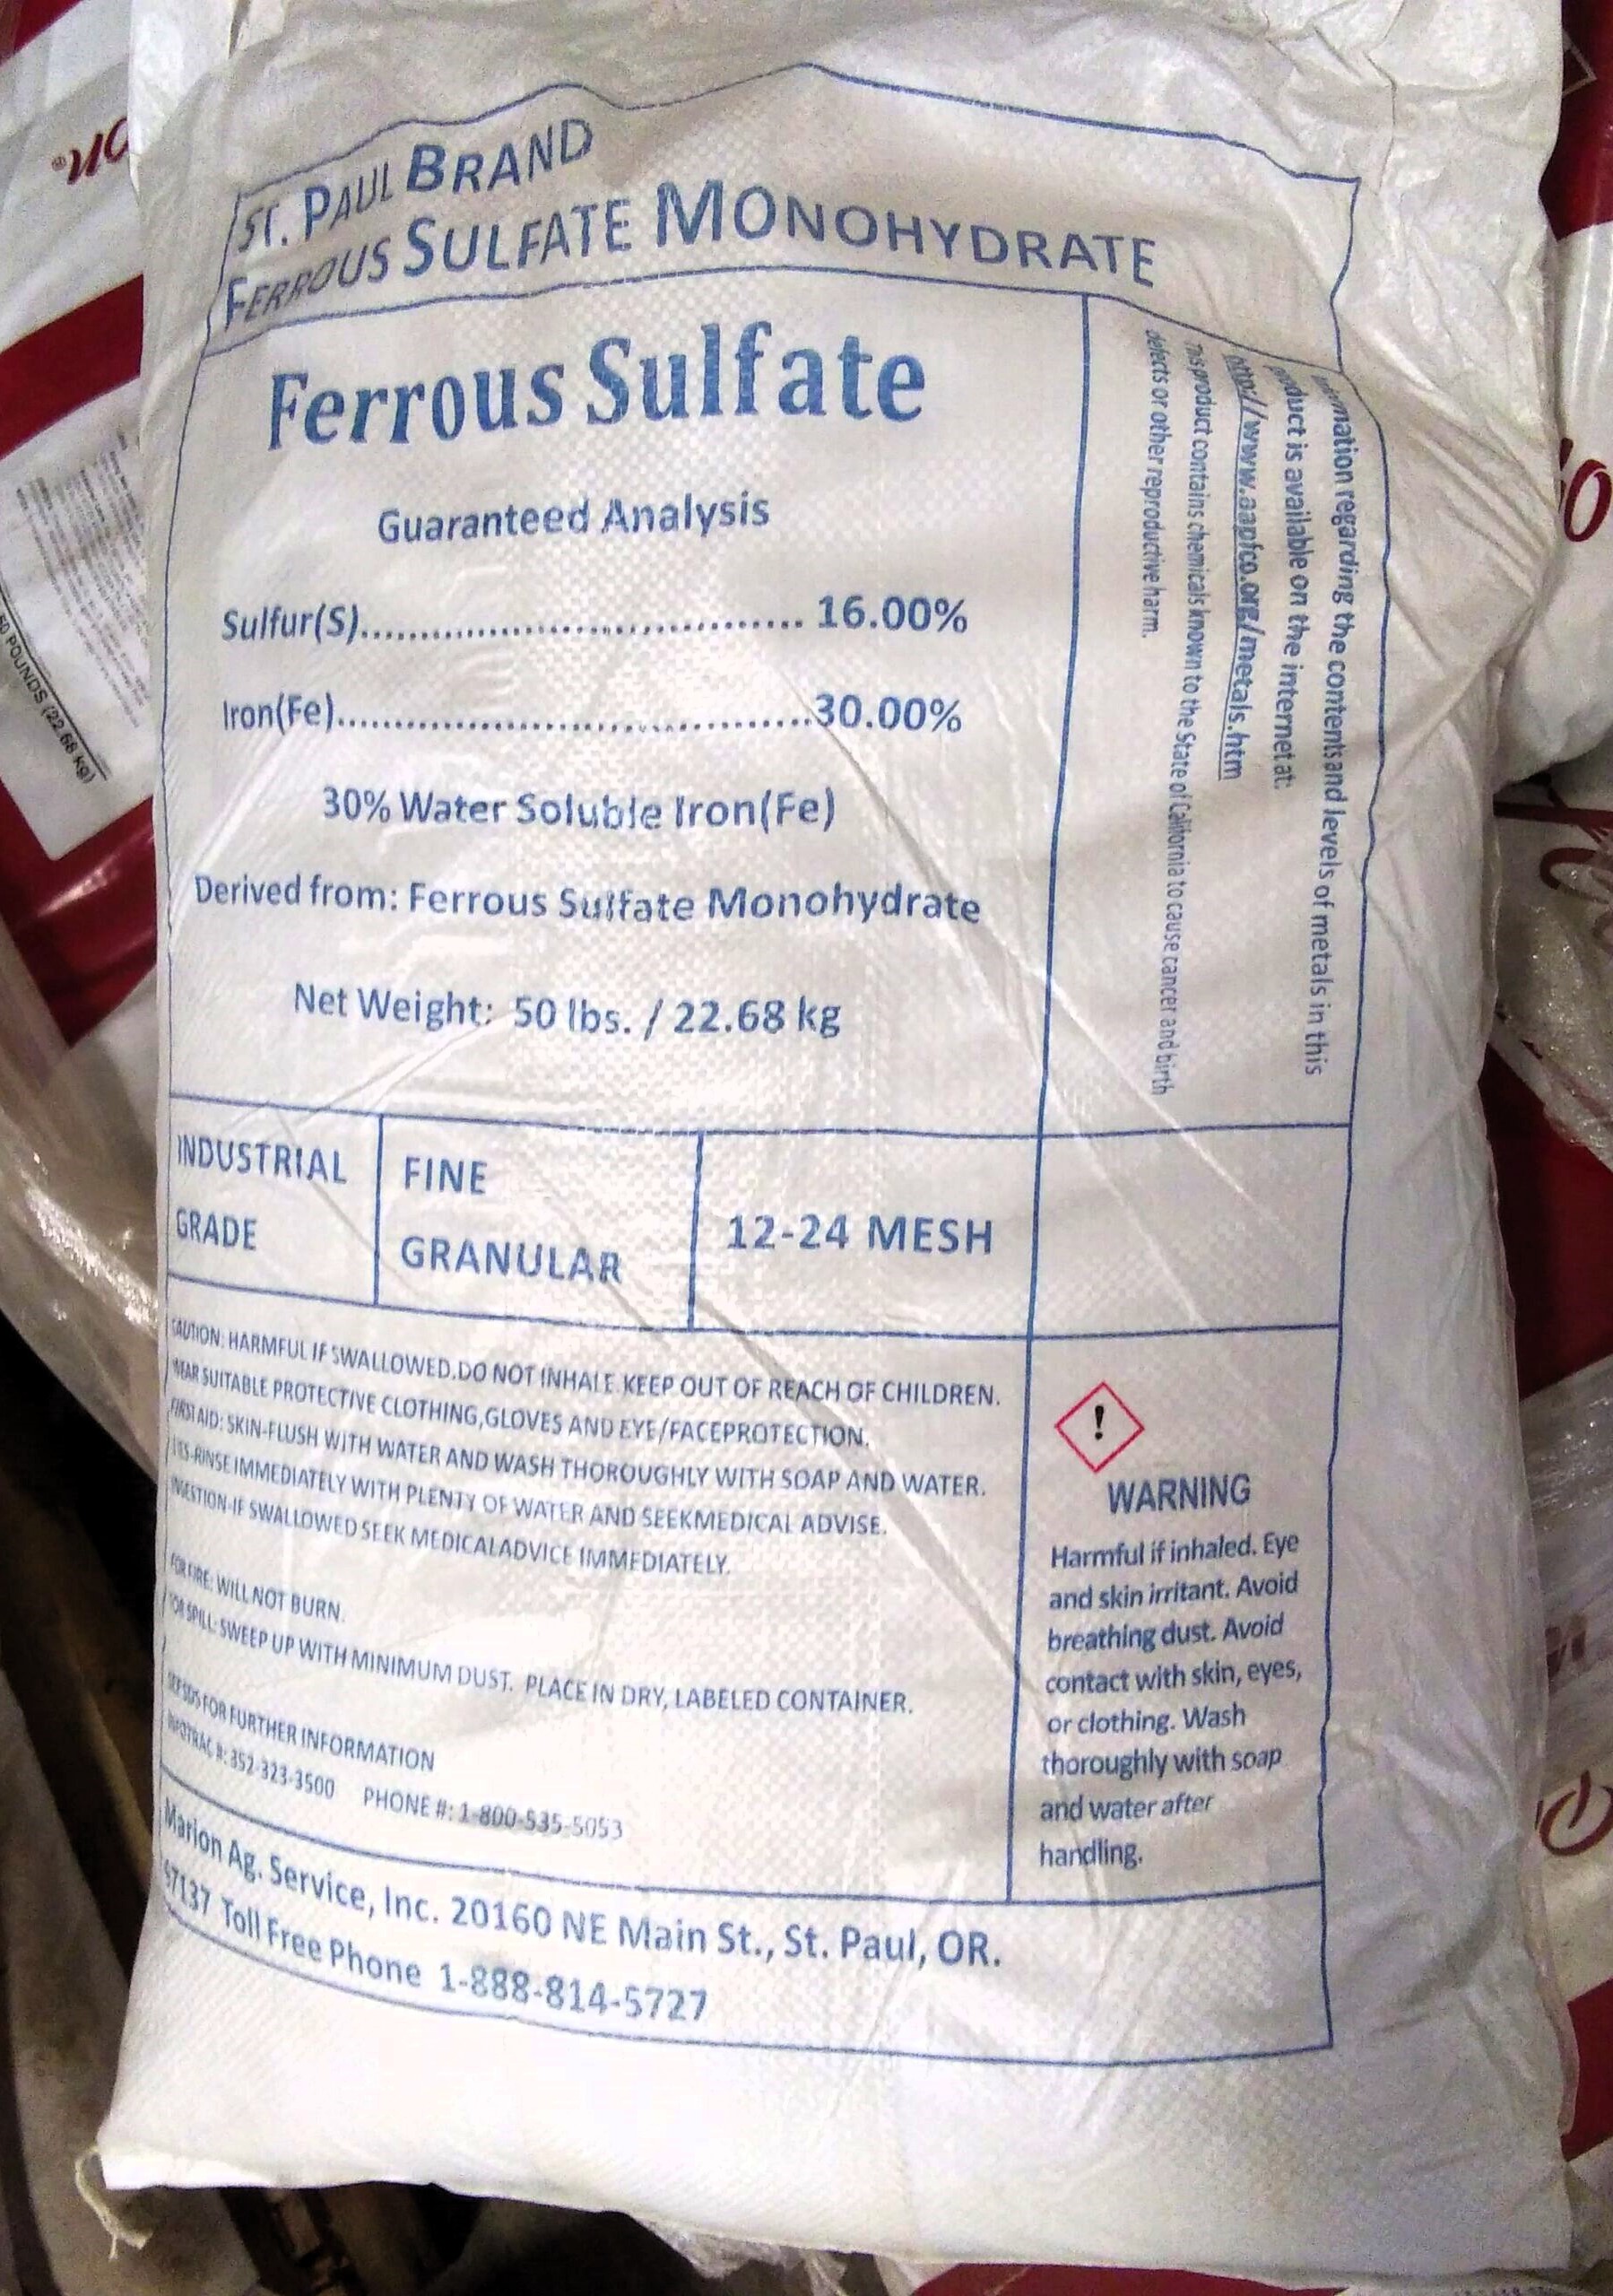 ST. PAUL BRAND
FERROUS SULFATE MONOHYDRATE
Ferrous Sulfate
Guaranteed Analysis
Sulfur(S)........................................ 16.00%
Iron(Fe)..........................................30.00%
30% Water Soluble Iron(Fe)
Derived from: Ferrous Sulfate Monohydrate
Net Weight: 50 lbs. / 22.68 kg
Information regarding the contents and levels of metals in this
product is available on the internet at:
http://www.aapfco.org/metals.htm
This product contains chemicals known to the State of California to cause cancer and birth
defects or other reproductive harm.
INDUSTRIAL
GRADE
FINE
GRANULAR
12-24 MESH
CAUTION: HARMFUL IF SWALLOWED.DO NOT INHALE. KEEP OUT OF REACH OF CHILDREN.
WEAR SUITABLE PROTECTIVE CLOTHING,GLOVES AND EYE/FACEPROTECTION.
FIRST AID: SKIN-FLUSH WITH WATER AND WASH THOROUGHLY WITH SOAP AND WATER.
EYES-RINSE IMMEDIATELY WITH PLENTY OF WATER AND SEEKMEDICAL ADVISE.
INGESTION-IF SWALLOWED SEEK MEDICALADVICE IMMEDIATELY.
FOR FIRE: WILL NOT BURN.
FOR SPILL: SWEEP UP WITH MINIMUM DUST. PLACE IN DRY, LABELED CONTAINER.
SEE SDS FOR FURTHER INFORMATION
INFOTRAC #: 352-323-3500 PHONE #: 1-800-535-5053
!
WARNING
Harmful if inhaled. Eye
and skin irritant. Avoid
breathing dust. Avoid
contact with skin, eyes,
or clothing. Wash
thoroughly with soap
and water after
handling.
Marion Ag. Service, Inc. 20160 NE Main St., St. Paul, OR.
97137 Toll Free Phone 1-888-814-5727
50 POUNDS (22.68 kg)